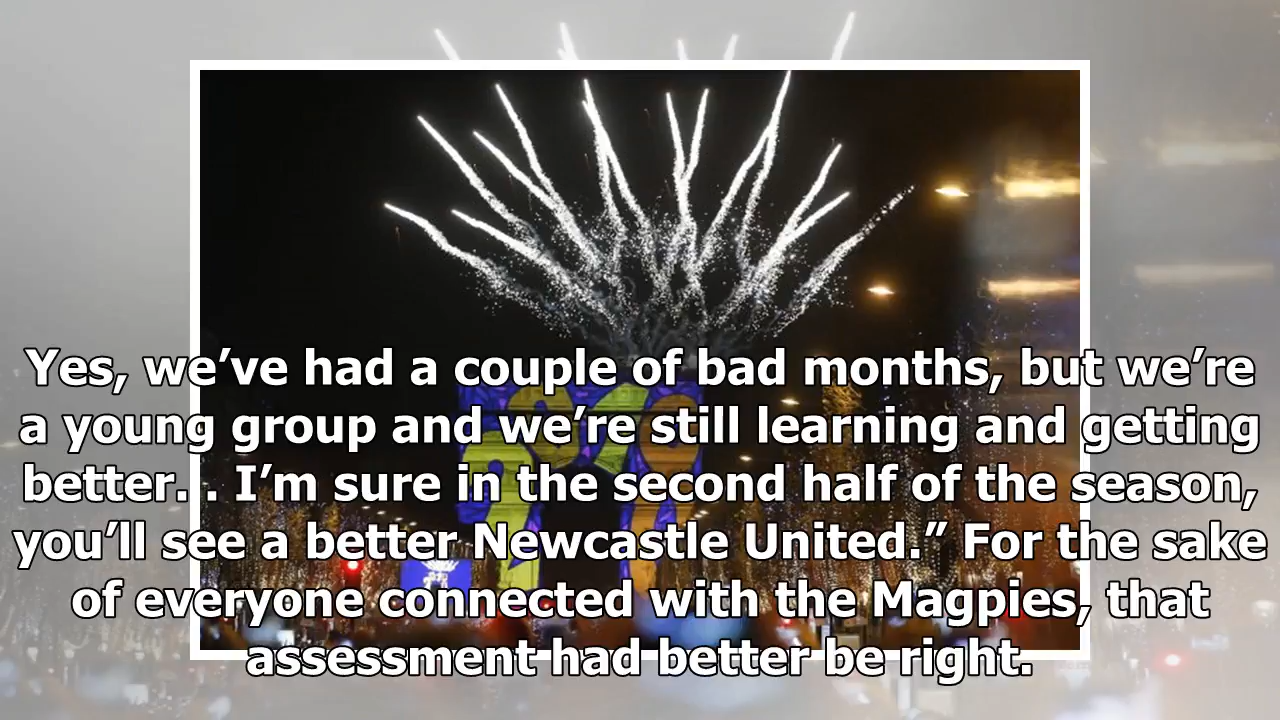 Yes, we’ve had a couple of bad months, but we’re
a young group and we’re still learning and getting
better. . I’m sure in the second half of the season,
you’ll see a better Newcastle United.” For the sake
of everyone connected with the Magpies, that
assessment had better be right.